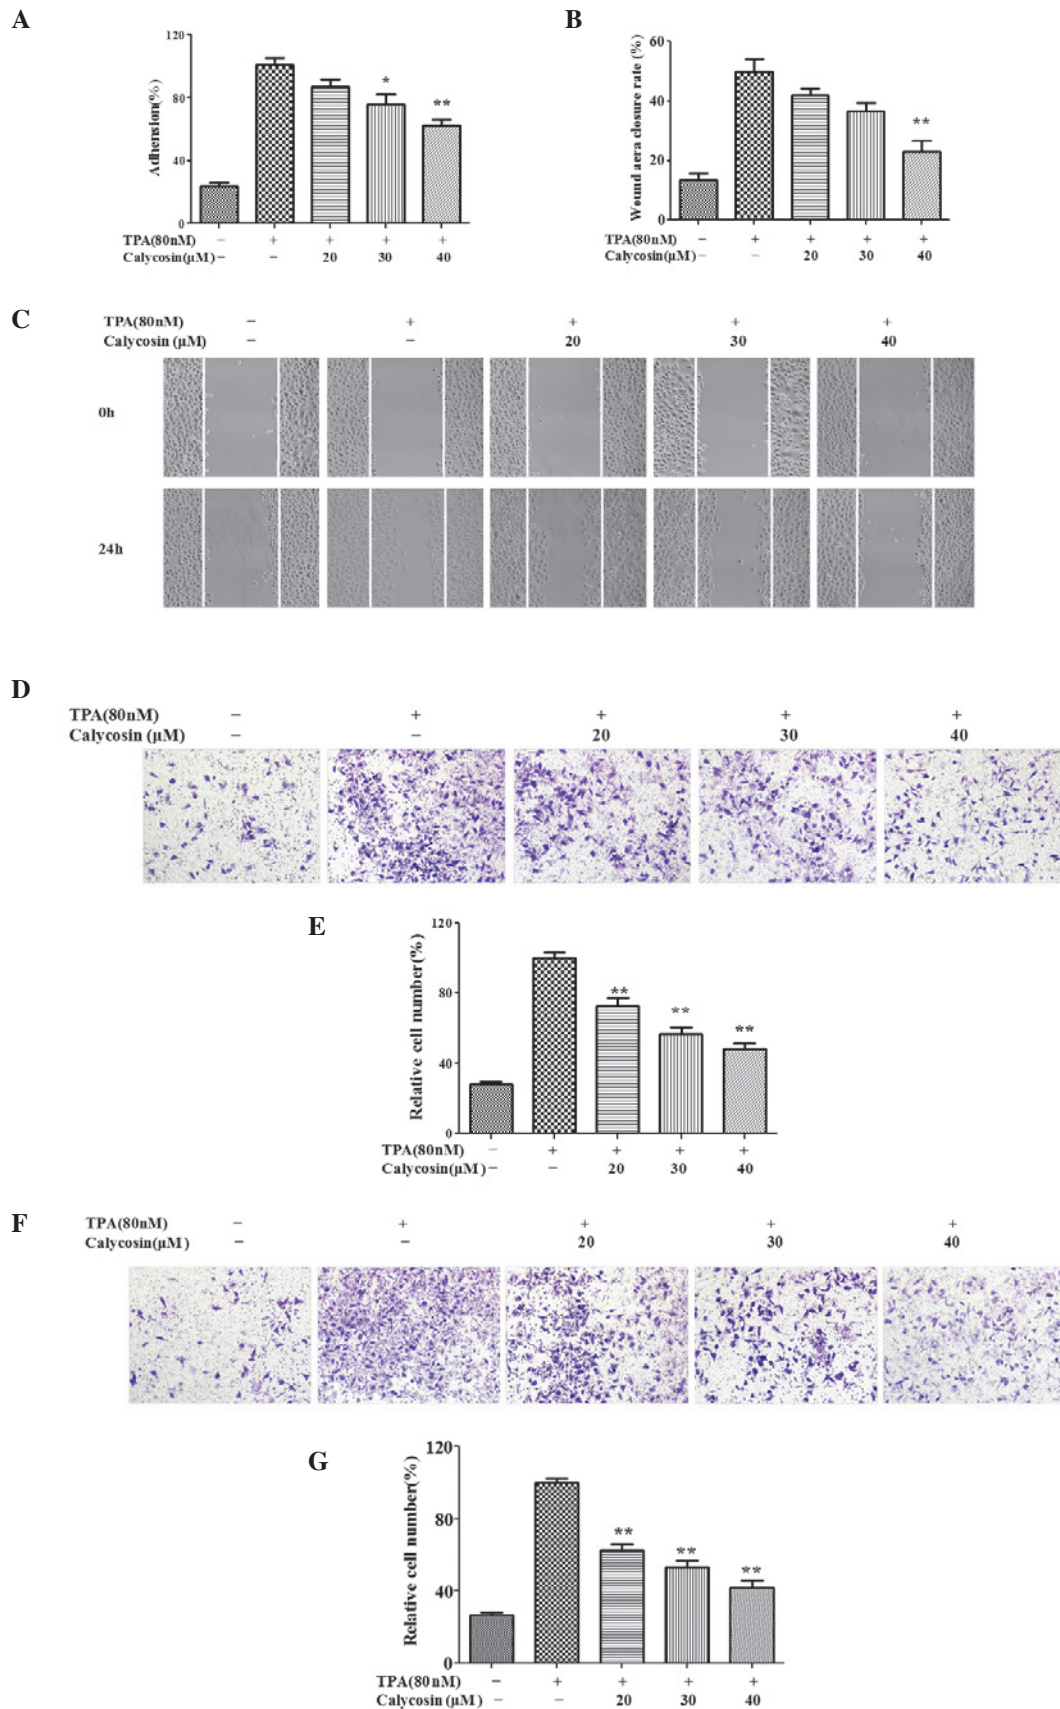 A
120
80
40
0
Adhension(%)
*
**
TPA(80nM) – + + + +
Calycosin(μM) – – 20 30 40
B
60
40
20
0
Wound aera closure rate (%)
**
TPA(80nM) – + + + +
Calycosin(μM) – – 20 30 40
C
TPA(80nM) – + + + +
Calycosin (μM) – – 20 30 40
0h
24h
D
TPA(80nM) – + + + +
Calycosin (μM) – – 20 30 40
E
120
80
40
0
Relative cell number(%)
** ** **
TPA(80nM) – + + + +
Calycosin(μM) – – 20 30 40
F
TPA(80nM) – + + + +
Calycosin(μM) – – 20 30 40
G
120
80
40
0
Relative cell number(%)
** ** **
TPA(80nM) – + + + +
Calycosin(μM) – – 20 30 40